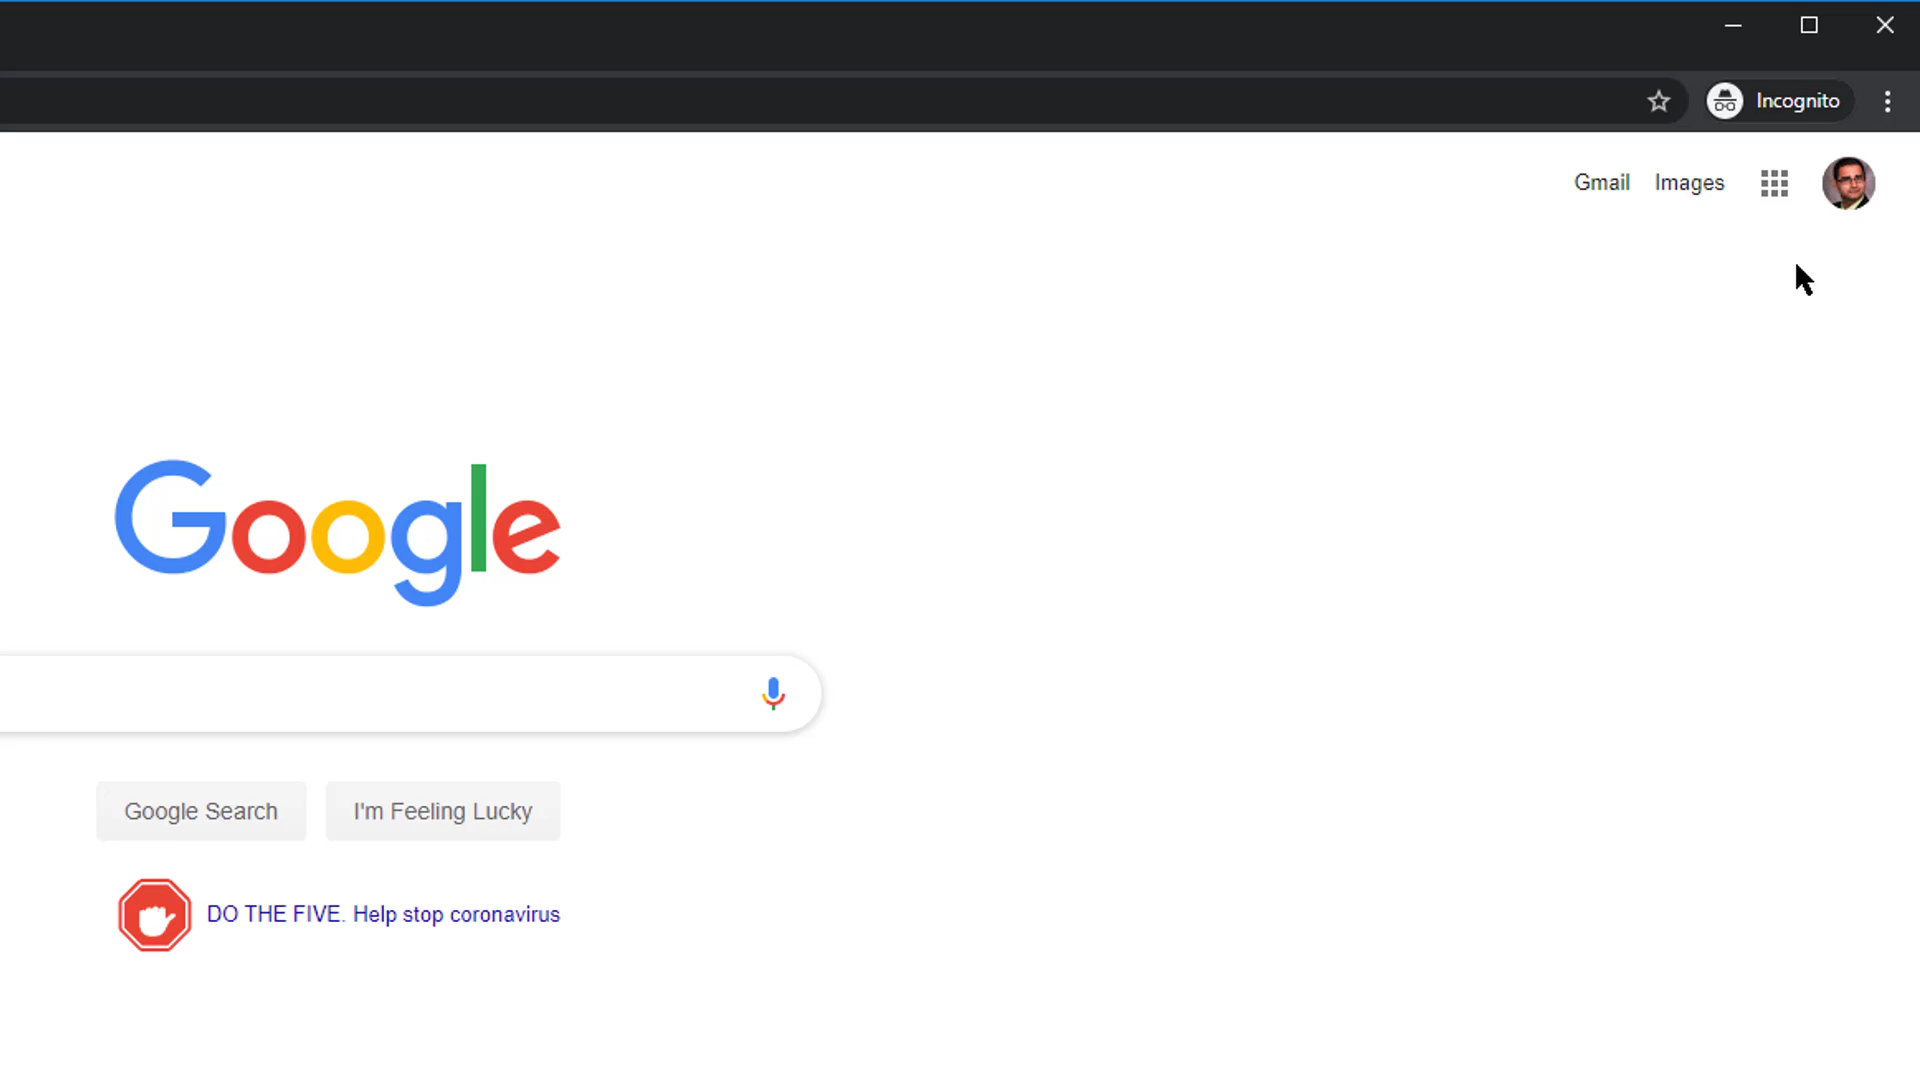 Incognito
Gmail Images
Google
Google Search I'm Feeling Lucky
DO THE FIVE. Help stop coronavirus